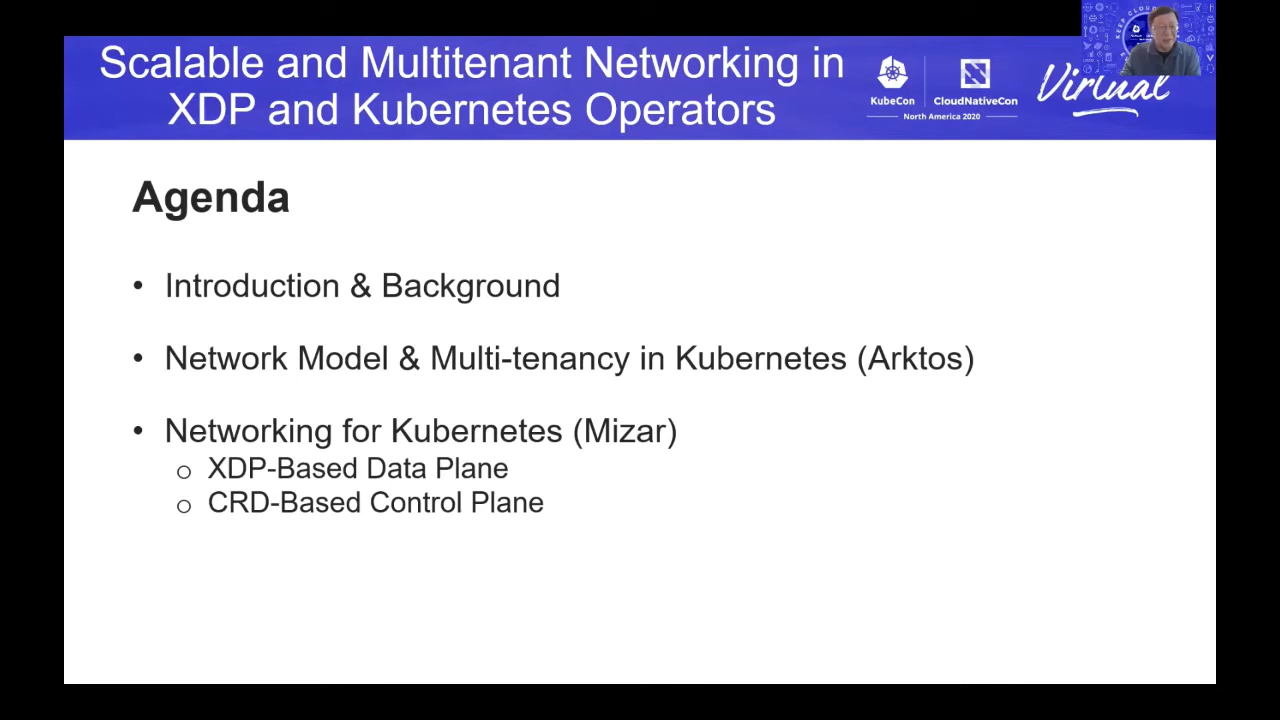 Scalable and Multitenant Networking in
XDP and Kubernetes Operators
KubeCon
CloudNativeCon
North America 2020
Virtual
Agenda
• Introduction & Background
• Network Model & Multi-tenancy in Kubernetes (Arktos)
• Networking for Kubernetes (Mizar)
o XDP-Based Data Plane
o CRD-Based Control Plane